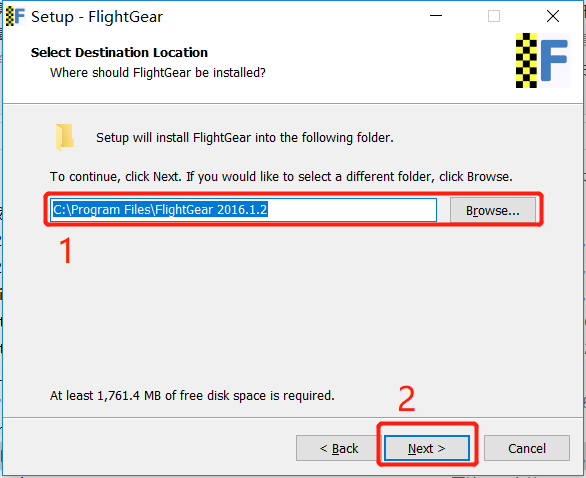 Setup - FlightGear
Select Destination Location
Where should FlightGear be installed?
F
Setup will install FlightGear into the following folder.
To continue, click Next. If you would like to select a different folder, click Browse.
C:\Program Files\FlightGear 2016.1.2
Browse...
1
At least 1,761.4 MB of free disk space is required.
2
< Back
Next >
Cancel